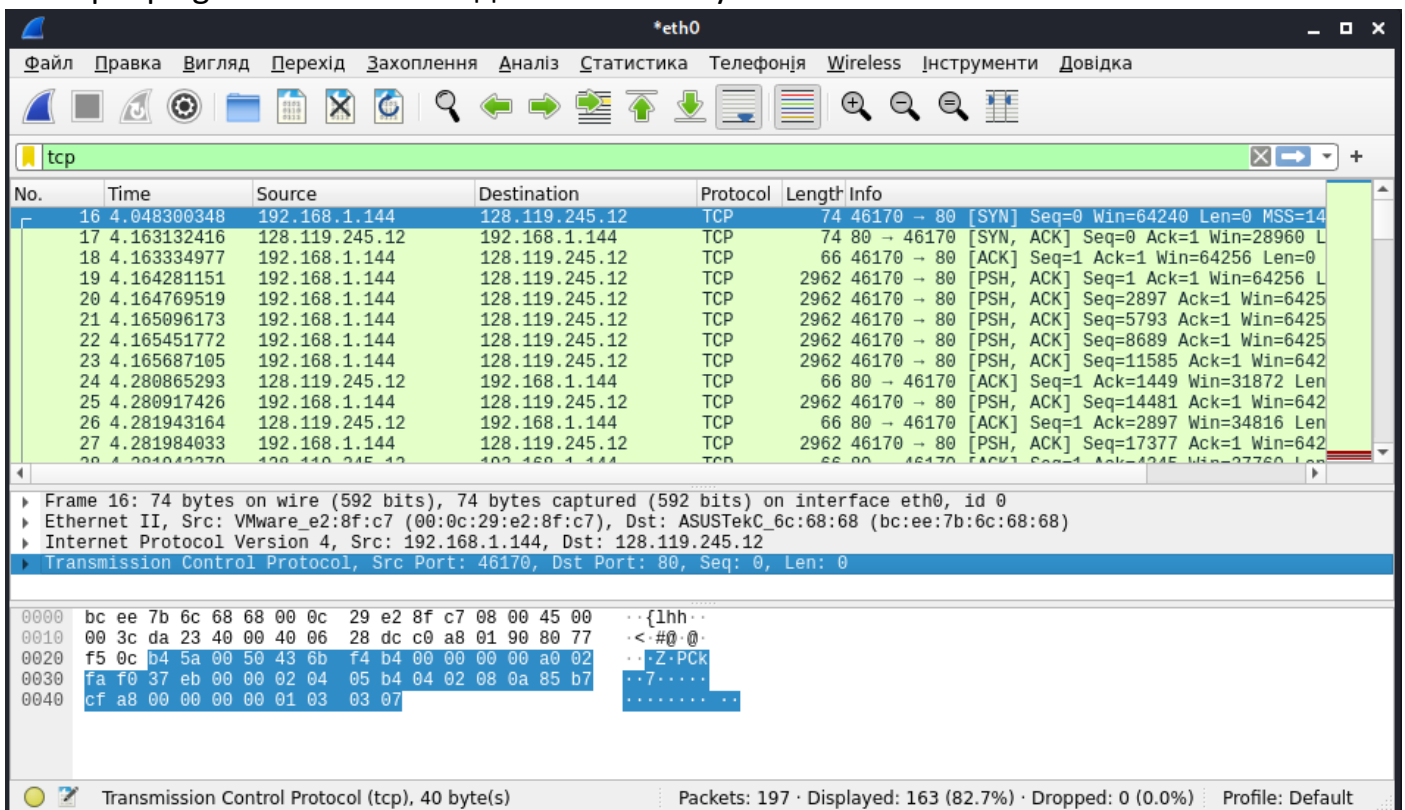 *eth0
Файл Правка Вигляд Перехід Захоплення Аналіз Статистика Телефонія Wireless Інструменти Довідка
tcp
No. Time Source Destination Protocol Length Info
16 4.048300348 192.168.1.144 128.119.245.12 TCP 74 46170 → 80 [SYN] Seq=0 Win=64240 Len=0 MSS=14
17 4.163132416 128.119.245.12 192.168.1.144 TCP 74 80 → 46170 [SYN, ACK] Seq=0 Ack=1 Win=28960 L
18 4.163334977 192.168.1.144 128.119.245.12 TCP 66 46170 → 80 [ACK] Seq=1 Ack=1 Win=64256 Len=0
19 4.164281151 192.168.1.144 128.119.245.12 TCP 2962 46170 → 80 [PSH, ACK] Seq=1 Ack=1 Win=64256 L
20 4.164769519 192.168.1.144 128.119.245.12 TCP 2962 46170 → 80 [PSH, ACK] Seq=2897 Ack=1 Win=6425
21 4.165096173 192.168.1.144 128.119.245.12 TCP 2962 46170 → 80 [PSH, ACK] Seq=5793 Ack=1 Win=6425
22 4.165451772 192.168.1.144 128.119.245.12 TCP 2962 46170 → 80 [PSH, ACK] Seq=8689 Ack=1 Win=6425
23 4.165687105 192.168.1.144 128.119.245.12 TCP 2962 46170 → 80 [PSH, ACK] Seq=11585 Ack=1 Win=642
24 4.280865293 128.119.245.12 192.168.1.144 TCP 66 80 → 46170 [ACK] Seq=1 Ack=1449 Win=31872 Len
25 4.280917426 192.168.1.144 128.119.245.12 TCP 2962 46170 → 80 [PSH, ACK] Seq=14481 Ack=1 Win=642
26 4.281943164 128.119.245.12 192.168.1.144 TCP 66 80 → 46170 [ACK] Seq=1 Ack=2897 Win=34816 Len
27 4.281984033 192.168.1.144 128.119.245.12 TCP 2962 46170 → 80 [PSH, ACK] Seq=17377 Ack=1 Win=642
Frame 16: 74 bytes on wire (592 bits), 74 bytes captured (592 bits) on interface eth0, id 0
Ethernet II, Src: VMware_e2:8f:c7 (00:0c:29:e2:8f:c7), Dst: ASUSTekC_6c:68:68 (bc:ee:7b:6c:68:68)
Internet Protocol Version 4, Src: 192.168.1.144, Dst: 128.119.245.12
Transmission Control Protocol, Src Port: 46170, Dst Port: 80, Seq: 0, Len: 0
0000 bc ee 7b 6c 68 68 00 0c 29 e2 8f c7 08 00 45 00 ··{lhh··
0010 00 3c da 23 40 00 40 06 28 dc c0 a8 01 90 80 77 ·<·#@·@·
0020 f5 0c b4 5a 00 50 43 6b f4 b4 00 00 00 00 a0 02 ···Z·PCk
0030 fa f0 37 eb 00 00 02 04 05 b4 04 02 08 0a 85 b7 ··7·····
0040 cf a8 00 00 00 00 01 03 03 07 ········ ··
Transmission Control Protocol (tcp), 40 byte(s) Packets: 197 · Displayed: 163 (82.7%) · Dropped: 0 (0.0%) Profile: Default